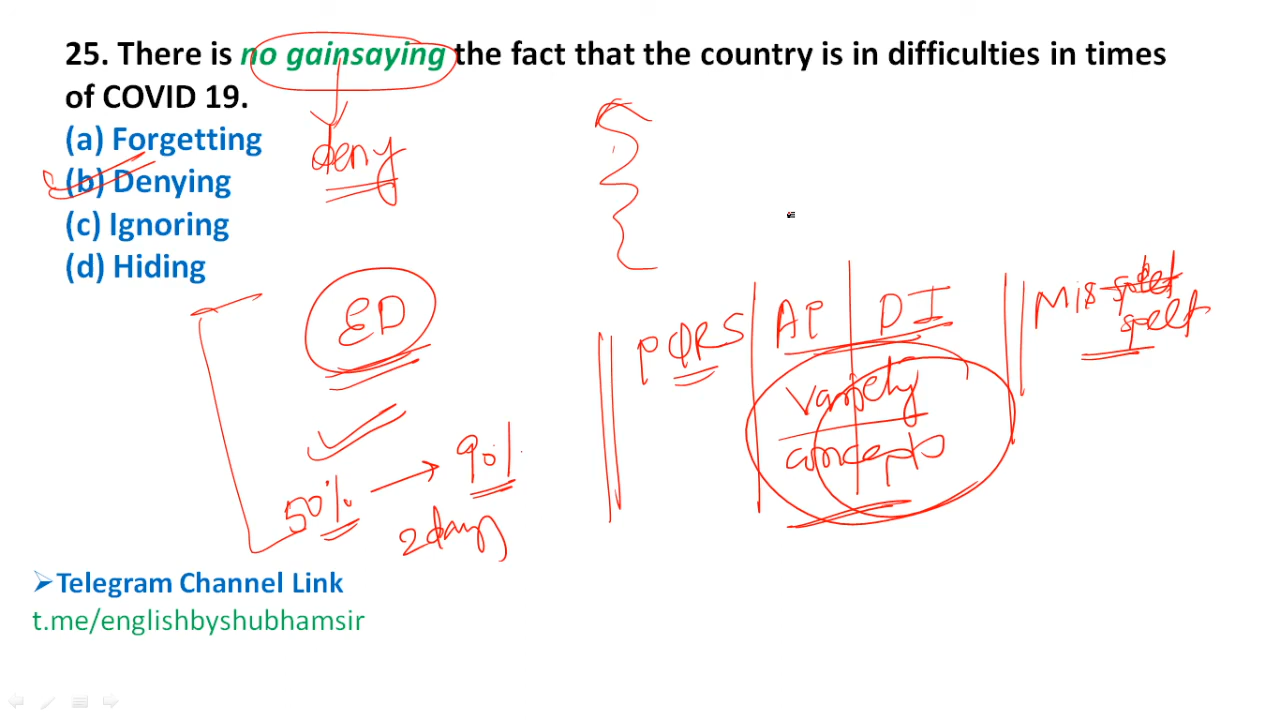 25. There is no gainsaying the fact that the country is in difficulties in times
of COVID 19.
(a) Forgetting
deny
(b) Denying
(c) Ignoring
(d) Hiding
ED
PQRS
AP
DI
Mis-
spelt
variety
concepts
50% → 90%
2 days
➤Telegram Channel Link
t.me/englishbyshubhamsir